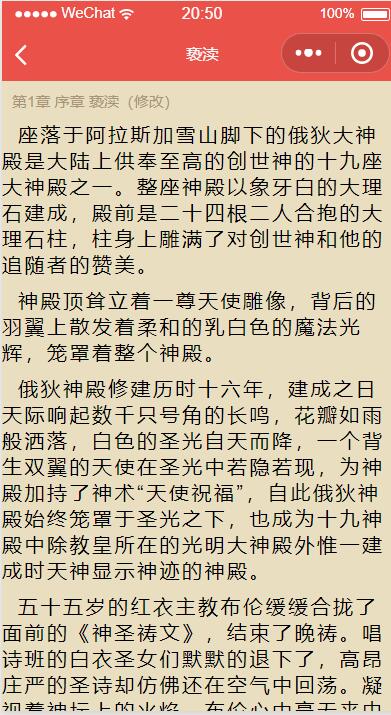 WeChat 20:50 100%
亵渎
第1章 序章 亵渎（修改）
座落于阿拉斯加雪山脚下的俄狄大神
殿是大陆上供奉至高的创世神的十九座
大神殿之一。整座神殿以象牙白的大理
石建成，殿前是二十四根二人合抱的大
理石柱，柱身上雕满了对创世神和他的
追随者的赞美。
神殿顶耸立着一尊天使雕像，背后的
羽翼上散发着柔和的乳白色的魔法光
辉，笼罩着整个神殿。
俄狄神殿修建历时十六年，建成之日
天际响起数千只号角的长鸣，花瓣如雨
般洒落，白色的圣光自天而降，一个背
生双翼的天使在圣光中若隐若现，为神
殿加持了神术“天使祝福”，自此俄狄神
殿始终笼罩于圣光之下，也成为十九神
殿中除教皇所在的光明大神殿外惟一建
成时天神显示神迹的神殿。
五十五岁的红衣主教布伦缓缓合拢了
面前的《神圣祷文》，结束了晚祷。唱
诗班的白衣圣女们默默的退下了，高昂
庄严的圣诗却仿佛还在空气中回荡。凝
视着神坛上的火焰，布伦心中毫无来由